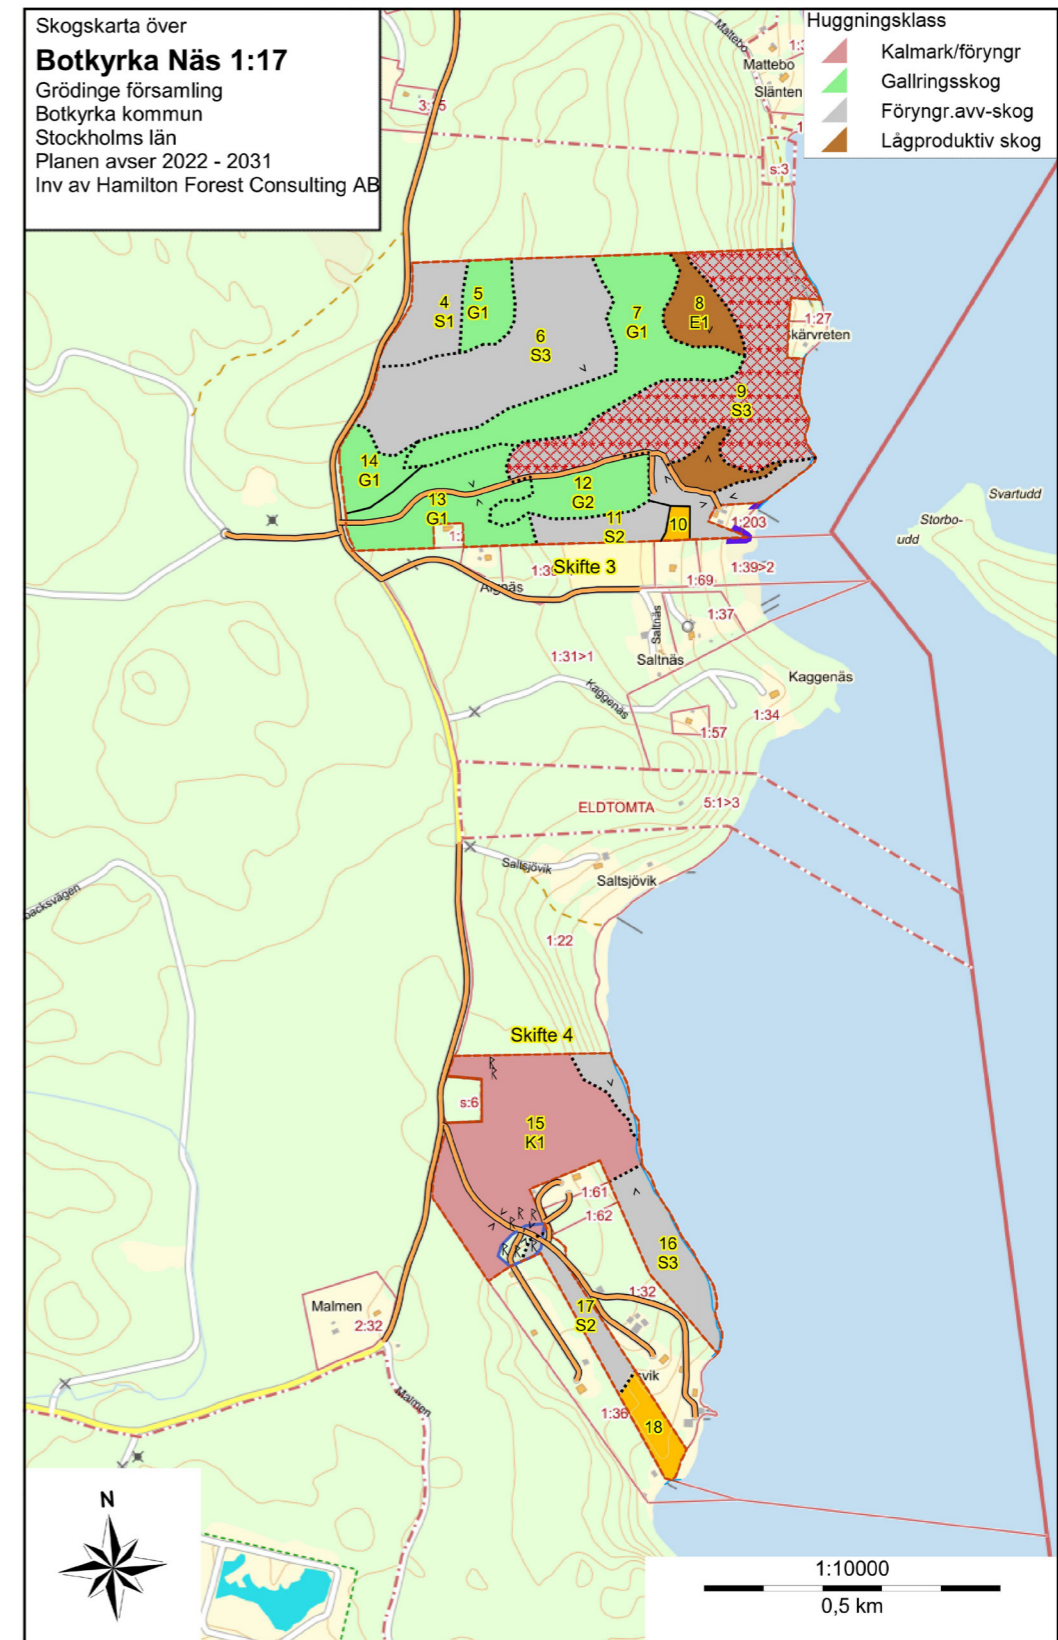 Skogskarta över
Botkyrka Näs 1:17
Grödinge församling
Botkyrka kommun
Stockholms län
Planen avser 2022 - 2031
Inv av Hamilton Forest Consulting AB
Huggningsklass
Kalmark/föryngr
Gallringsskog
Föryngr.avv-skog
Lågproduktiv skog
Mattebo
Mattebo
Slänten
s:3
4
S1
5
G1
6
S3
7
G1
8
E1
1:27
Skärvreten
9
S3
14
G1
13
G1
12
G2
11
S2
10
1:203
Svartudd
Storbo-
udd
Skifte 3
1:39>2
1:69
1:37
Saltnäs
Saltnäs
1:31>1
Kaggenäs
Kaggenäs
1:34
1:57
ELDTOMTA
5:1>3
Saltsjövik
Saltsjövik
backsvägen
1:22
Skifte 4
s:6
15
K1
1:61
1:62
16
S3
1:32
17
S2
Malmen
2:32
Malmen
vik
1:36
18
N
1:10000
0,5 km